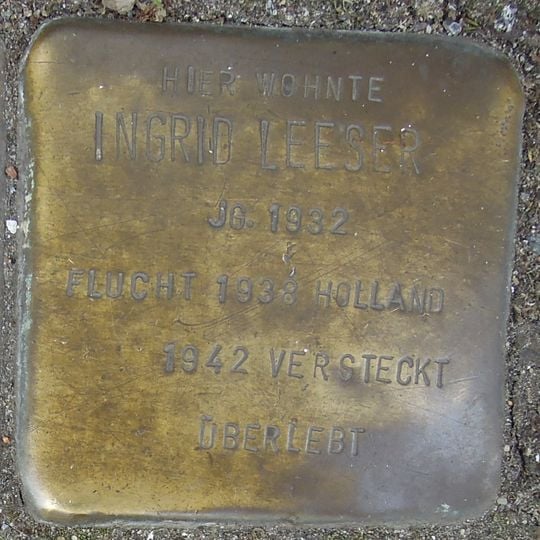 HIER WOHNTE
INGRID LEESER
JG. 1932
FLUCHT 1938 HOLLAND
1942 VERSTECKT
ÜBERLEBT